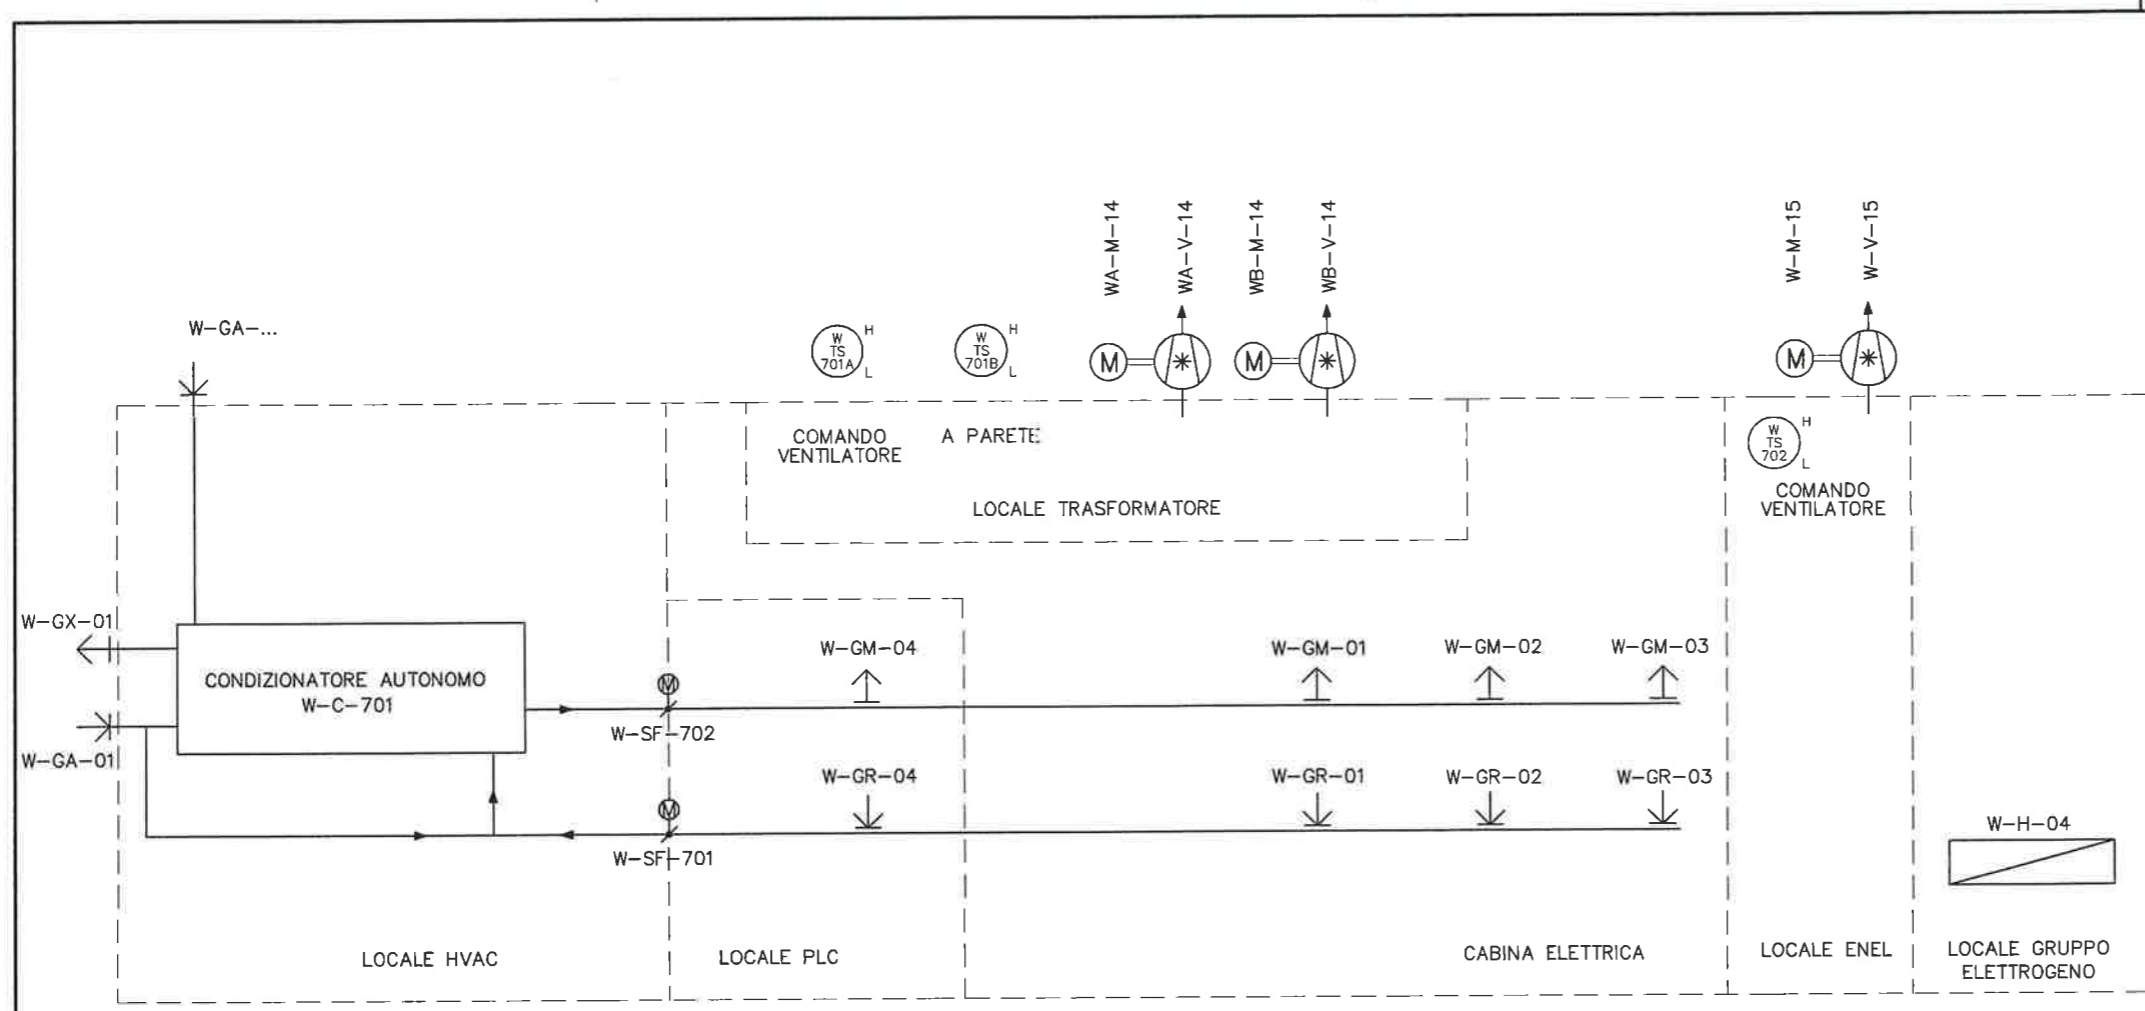 WA-M-14
WA-V-14
WB-M-14
WB-V-14
W-M-15
W-V-15
W-GA-...
W
TS
701A
H
L
W
TS
701B
H
L
M
M
M
COMANDO
VENTILATORE
A PARETE
W
TS
702
H
L
COMANDO
VENTILATORE
LOCALE TRASFORMATORE
W-GX-01
CONDIZIONATORE AUTONOMO
W-C-701
W-GA-01
M
W-SF-702
W-GM-04
W-GM-01
W-GM-02
W-GM-03
M
W-SF-701
W-GR-04
W-GR-01
W-GR-02
W-GR-03
W-H-04
LOCALE HVAC
LOCALE PLC
CABINA ELETTRICA
LOCALE ENEL
LOCALE GRUPPO
ELETTROGENO